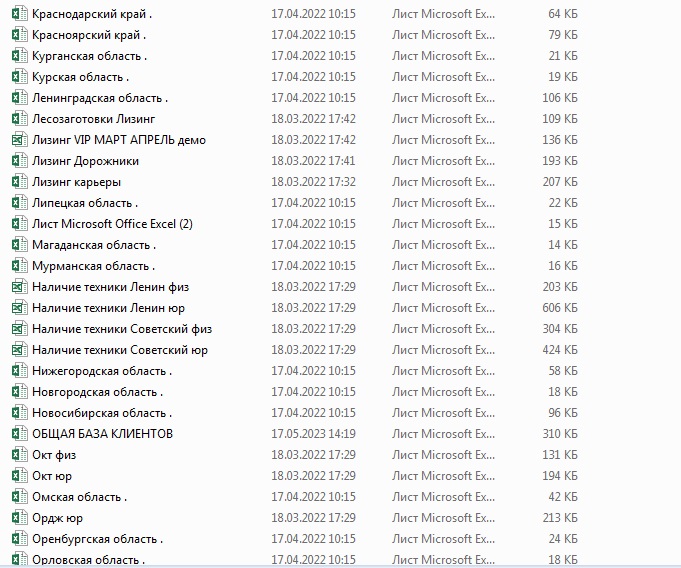 Краснодарский край . 17.04.2022 10:15 Лист Microsoft Ex... 64 КБ
Красноярский край . 17.04.2022 10:15 Лист Microsoft Ex... 79 КБ
Курганская область . 17.04.2022 10:15 Лист Microsoft Ex... 21 КБ
Курская область . 17.04.2022 10:15 Лист Microsoft Ex... 19 КБ
Ленинградская область . 17.04.2022 10:15 Лист Microsoft Ex... 106 КБ
Лесозаготовки Лизинг 18.03.2022 17:42 Лист Microsoft Ex... 109 КБ
Лизинг VIP МАРТ АПРЕЛЬ демо 18.03.2022 17:42 Лист Microsoft Ex... 136 КБ
Лизинг Дорожники 18.03.2022 17:41 Лист Microsoft Ex... 193 КБ
Лизинг карьеры 18.03.2022 17:32 Лист Microsoft Ex... 207 КБ
Липецкая область . 17.04.2022 10:15 Лист Microsoft Ex... 22 КБ
Лист Microsoft Office Excel (2) 17.04.2022 10:15 Лист Microsoft Ex... 15 КБ
Магаданская область . 17.04.2022 10:15 Лист Microsoft Ex... 14 КБ
Мурманская область . 17.04.2022 10:15 Лист Microsoft Ex... 16 КБ
Наличие техники Ленин физ 18.03.2022 17:29 Лист Microsoft Ex... 203 КБ
Наличие техники Ленин юр 18.03.2022 17:29 Лист Microsoft Ex... 606 КБ
Наличие техники Советский физ 18.03.2022 17:29 Лист Microsoft Ex... 304 КБ
Наличие техники Советский юр 18.03.2022 17:29 Лист Microsoft Ex... 424 КБ
Нижегородская область . 17.04.2022 10:15 Лист Microsoft Ex... 58 КБ
Новгородская область . 17.04.2022 10:15 Лист Microsoft Ex... 18 КБ
Новосибирская область . 17.04.2022 10:15 Лист Microsoft Ex... 96 КБ
ОБЩАЯ БАЗА КЛИЕНТОВ 17.05.2023 14:19 Лист Microsoft Ex... 310 КБ
Окт физ 18.03.2022 17:29 Лист Microsoft Ex... 131 КБ
Окт юр 18.03.2022 17:29 Лист Microsoft Ex... 194 КБ
Омская область . 17.04.2022 10:15 Лист Microsoft Ex... 42 КБ
Ордж юр 18.03.2022 17:29 Лист Microsoft Ex... 213 КБ
Оренбургская область . 17.04.2022 10:15 Лист Microsoft Ex... 24 КБ
Орловская область . 17.04.2022 10:15 Лист Microsoft Ex... 18 КБ